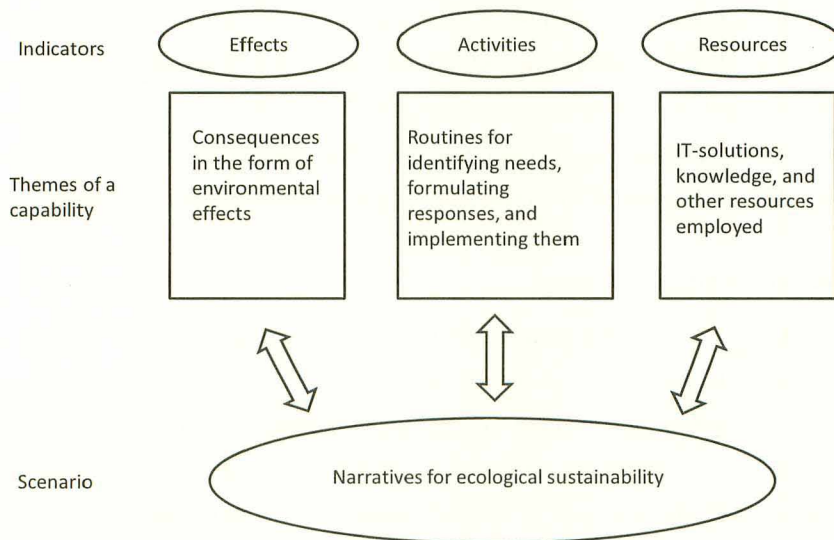 Indicators
Effects
Activities
Resources
Themes of a
capability
Consequences
in the form of
environmental
effects
Routines for
identifying needs,
formulating
responses, and
implementing them
IT-solutions,
knowledge, and
other resources
employed
Scenario
Narratives for ecological sustainability